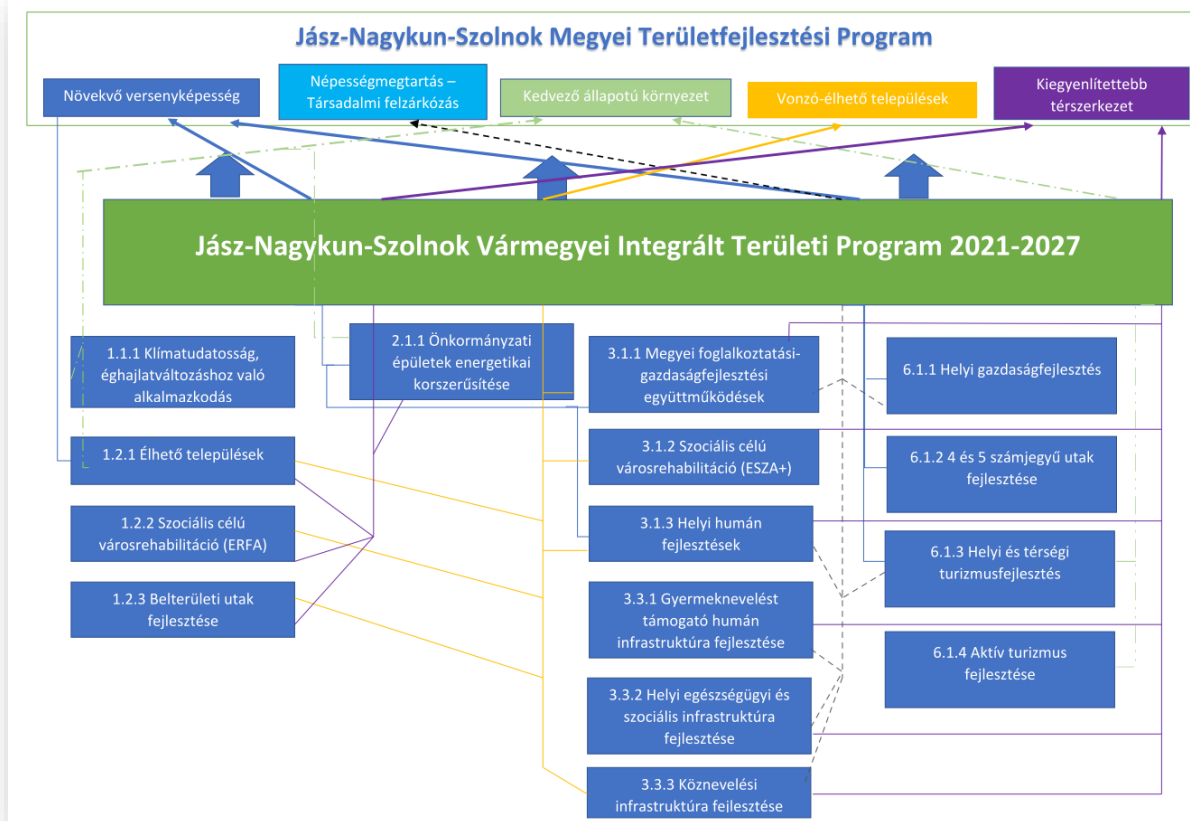 Jász-Nagykun-Szolnok Megyei Területfejlesztési Program
Növekvő versenyképesség
Népességmegtartás –
Társadalmi felzárkózás
Kedvező állapotú környezet
Vonzó-élhető települések
Kiegyenlítettebb
térszerkezet
Jász-Nagykun-Szolnok Vármegyei Integrált Területi Program 2021-2027
1.1.1 Klímatudatosság,
éghajlatváltozáshoz való
alkalmazkodás
1.2.1 Élhető települések
1.2.2 Szociális célú
városrehabilitáció (ERFA)
1.2.3 Belterületi utak
fejlesztése
2.1.1 Önkormányzati
épületek energetikai
korszerűsítése
3.1.1 Megyei foglalkoztatási-
gazdaságfejlesztési
együttműködések
3.1.2 Szociális célú
városrehabilitáció (ESZA+)
3.1.3 Helyi humán
fejlesztések
3.3.1 Gyermeknevelést
támogató humán
infrastruktúra fejlesztése
3.3.2 Helyi egészségügyi és
szociális infrastruktúra
fejlesztése
3.3.3 Köznevelési
infrastruktúra fejlesztése
6.1.1 Helyi gazdaságfejlesztés
6.1.2 4 és 5 számjegyű utak
fejlesztése
6.1.3 Helyi és térségi
turizmusfejlesztés
6.1.4 Aktív turizmus
fejlesztése